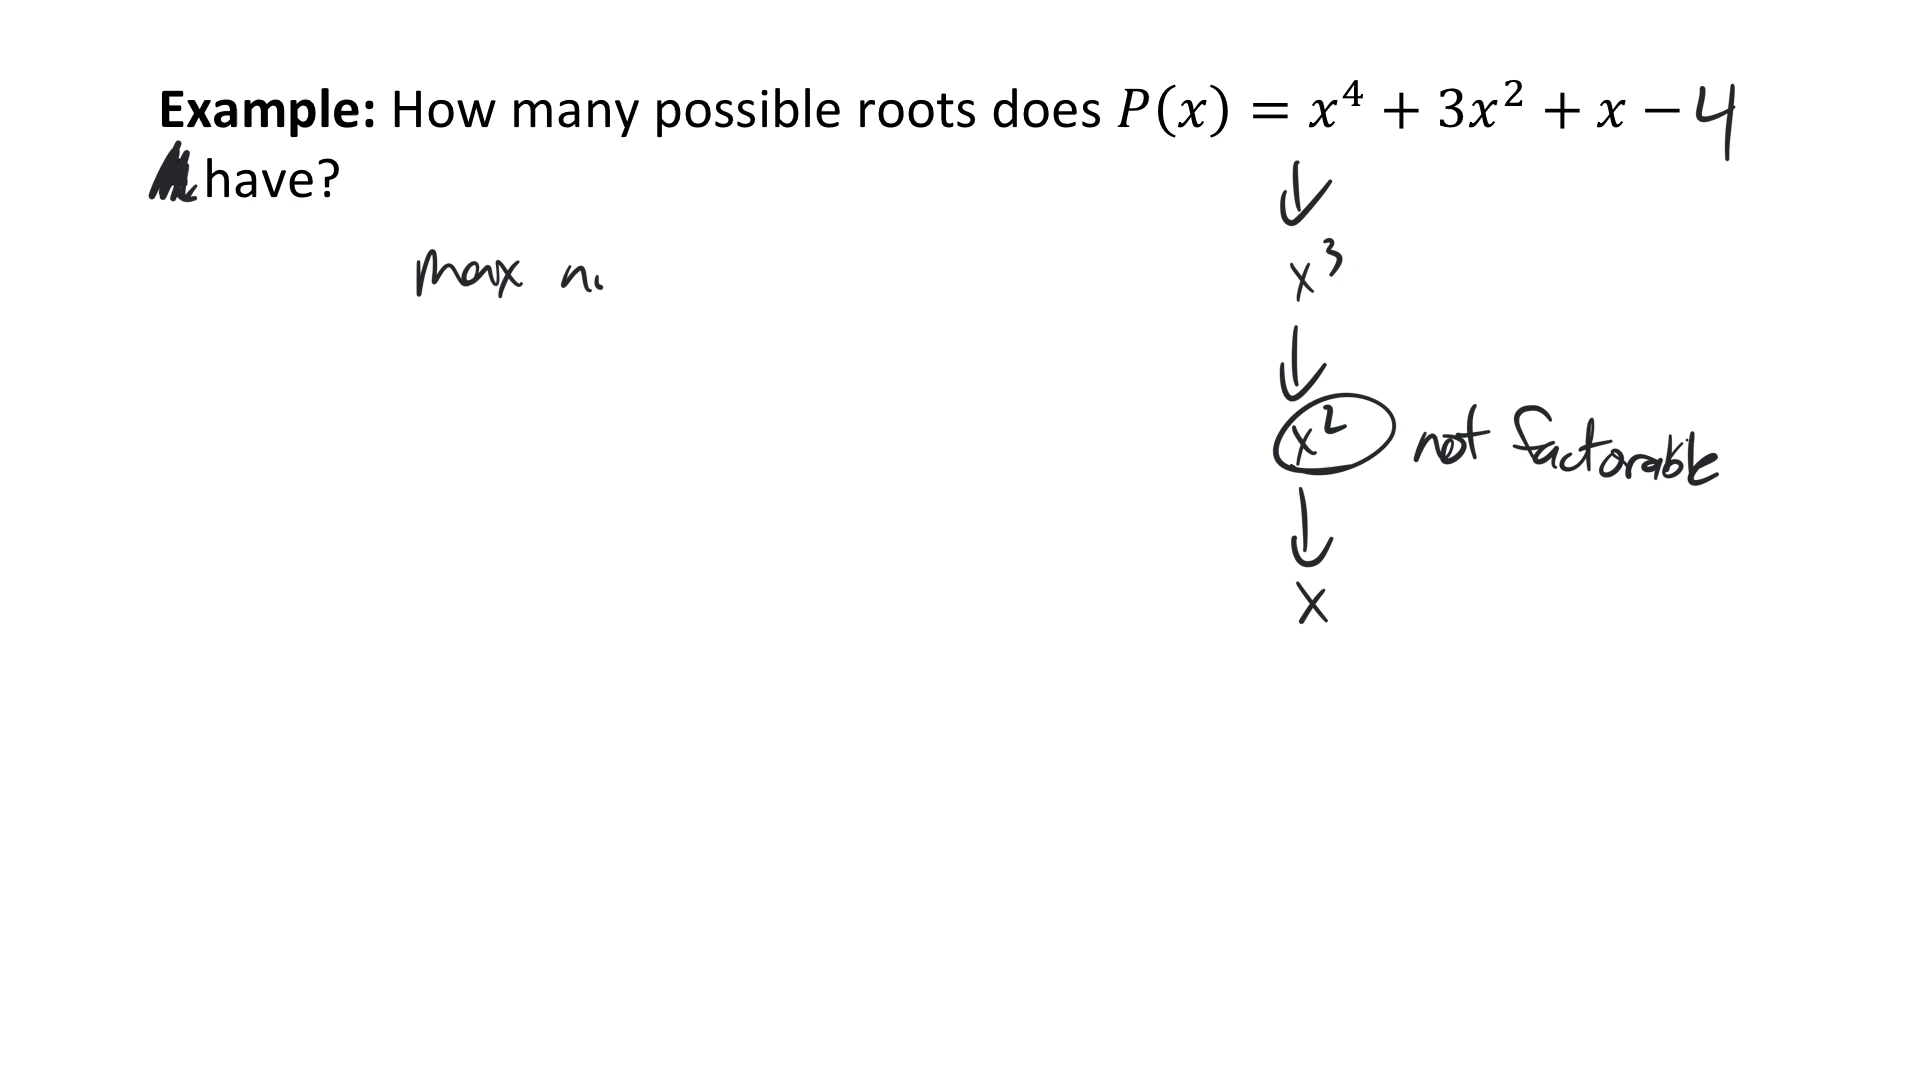 Example: How many possible roots does P(x) = x⁴ + 3x² + x − 4
have?
max
x³
x² not factorable
x